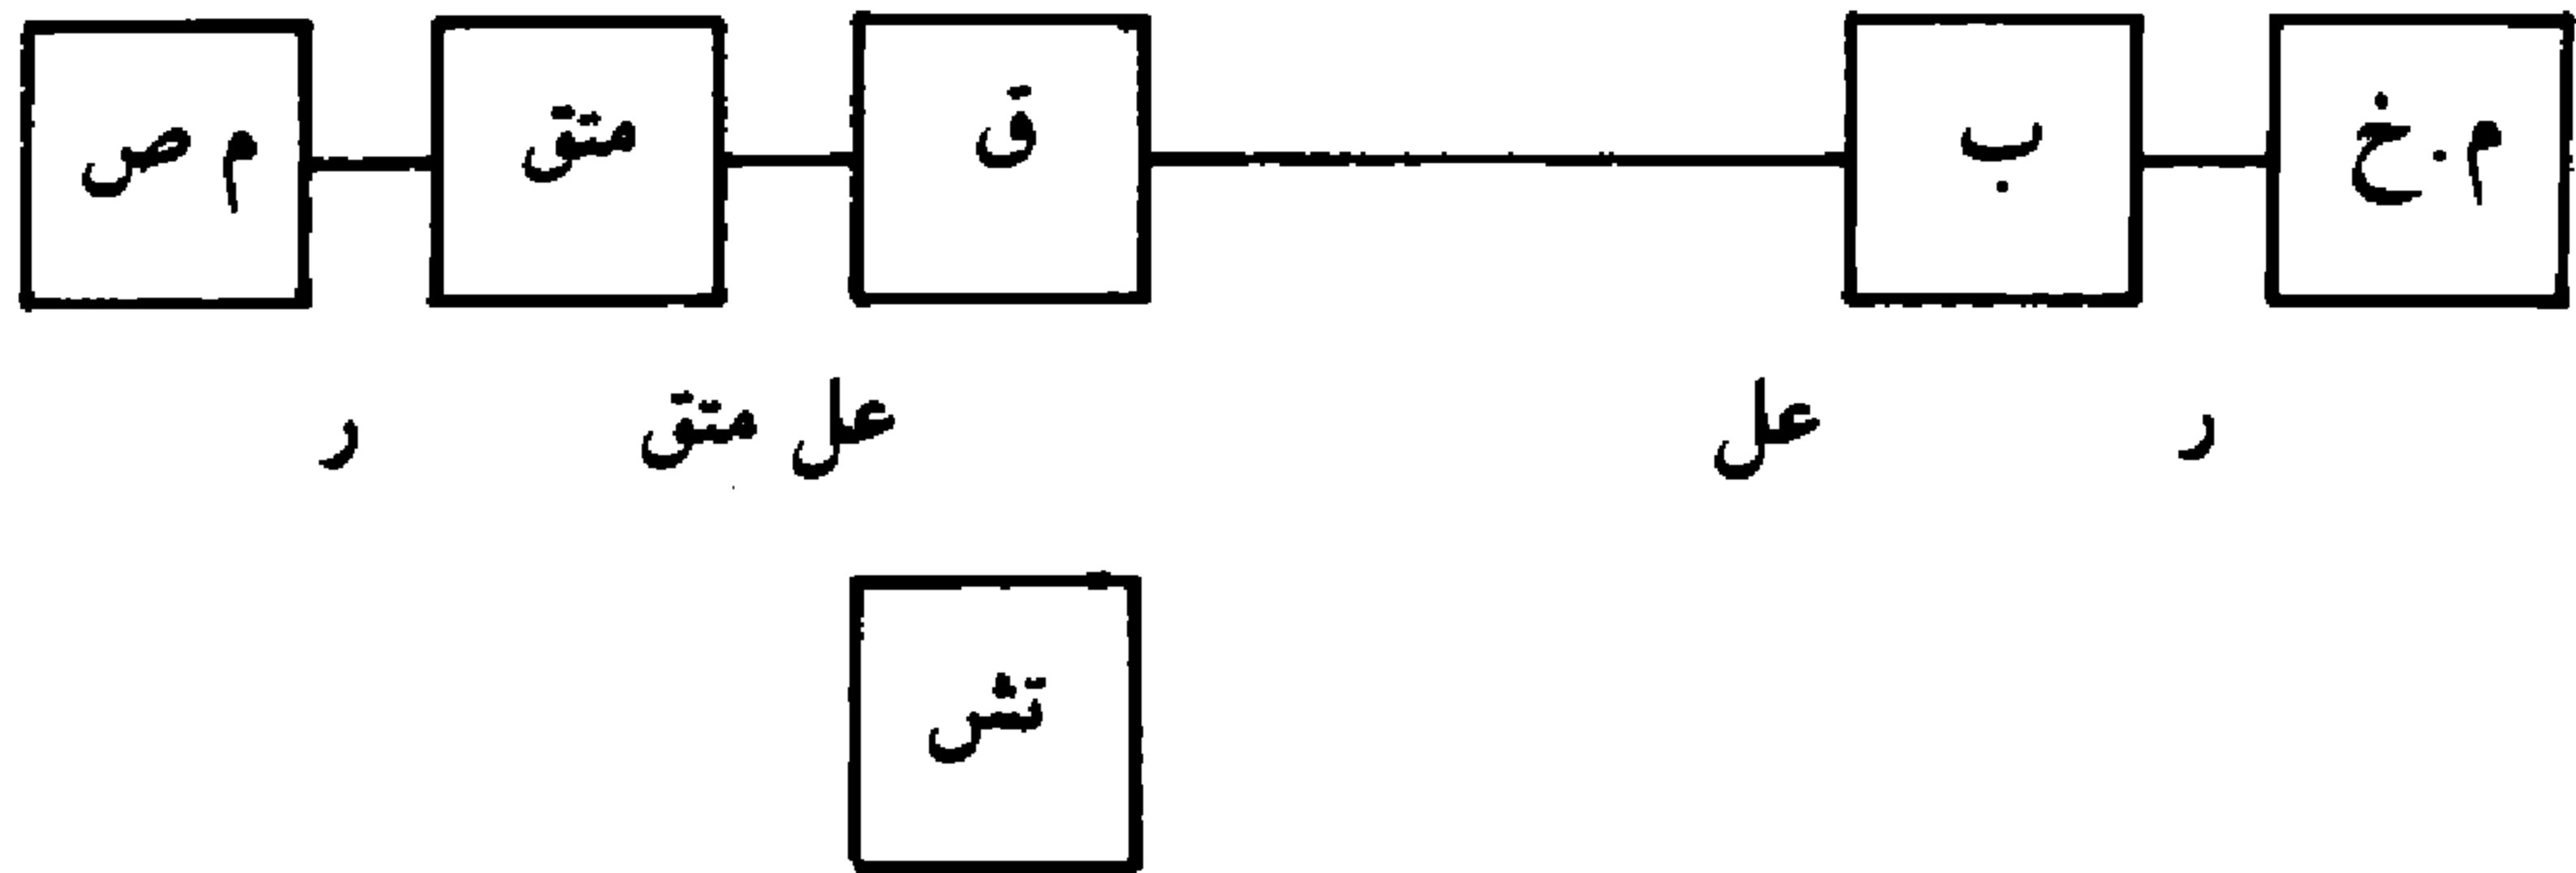 م.خ ب ق متق م ص
ر عل عل متق ر
تش